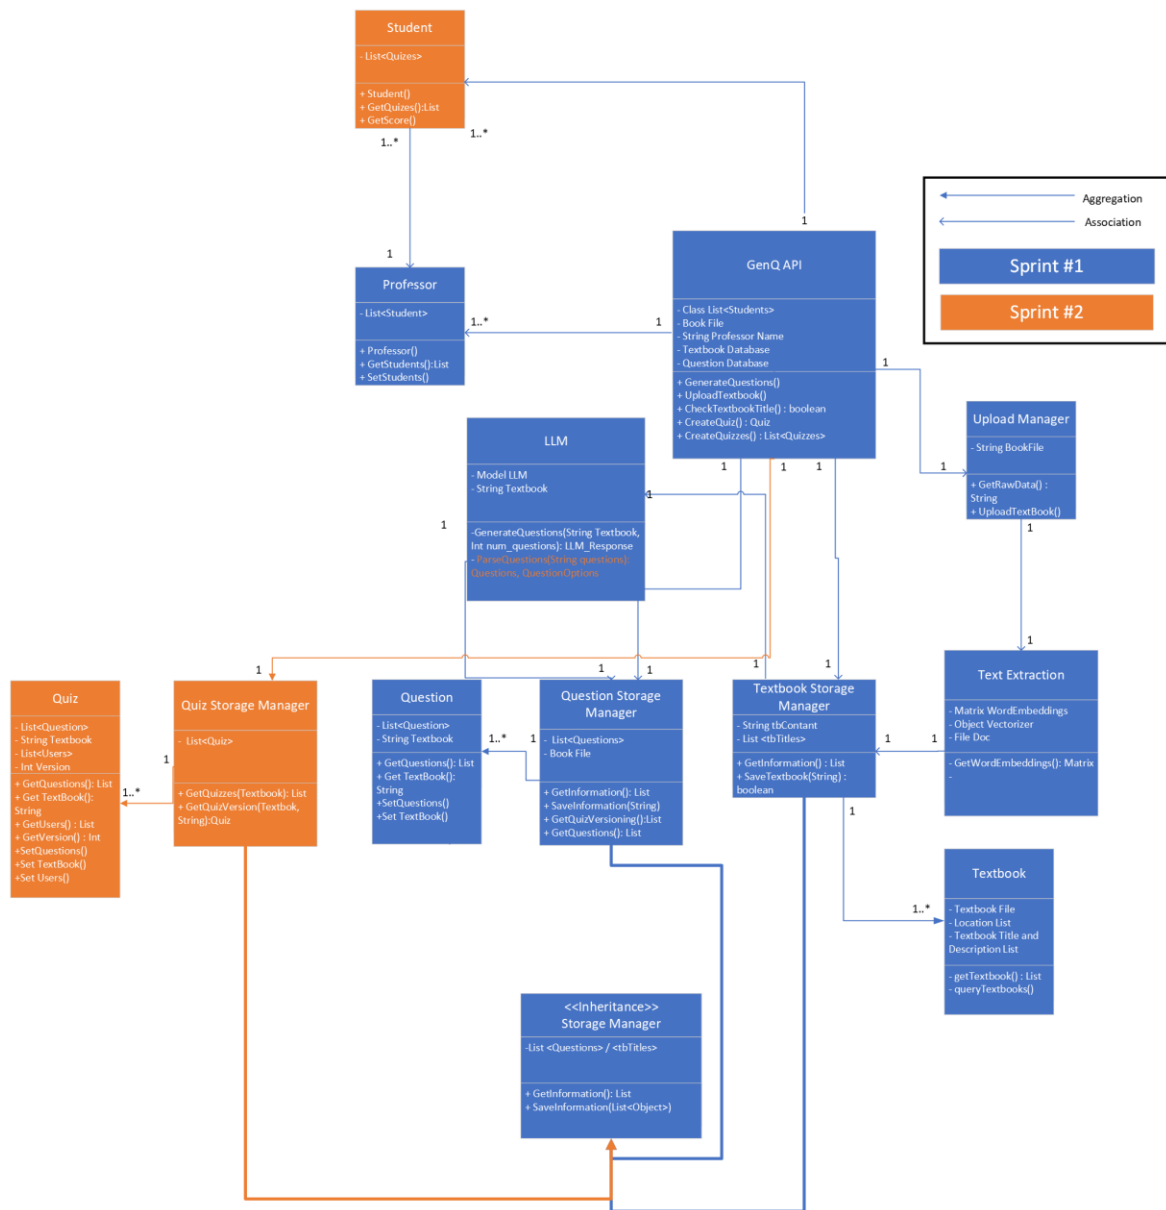 Student
- List<Quizes>
+ Student()
+ GetQuizes():List
+ GetScore()
1..*
1..*
1
1
Aggregation
Association
Sprint #1
Sprint #2
Professor
- List<Student>
+ Professor()
+ GetStudents():List
+ SetStudents()
1..*
1
GenQ API
- Class List<Students>
- Book File
- String Professor Name
- Textbook Database
- Question Database
+ GenerateQuestions()
+ UploadTextbook()
+ CheckTextbookTitle() : boolean
+ CreateQuiz() : Quiz
+ CreateQuizzes() : List<Quizzes>
1
1
1
1
1
Upload Manager
- String BookFile
+ GetRawData() :
String
+ UploadTextBook()
1
1
LLM
- Model LLM
- String Textbook
-GenerateQuestions(String Textbook,
Int num_questions): LLM_Response
- ParseQuestions(String questions):
Questions, QuestionOptions
1
1
1
1
1
1
1
Quiz
- List<Question>
- String Textbook
- List<Users>
- Int Version
+ GetQuestions(): List
+ Get TextBook():
String
+ GetUsers() : List
+ GetVersion() : Int
+SetQuestions()
+Set TextBook()
+Set Users()
1
1..*
Quiz Storage Manager
- List<Quiz>
+ GetQuizzes(Textbook): List
+ GetQuizVersion(Textbok,
String):Quiz
Question
- List<Question>
- String Textbook
+ GetQuestions(): List
+ Get TextBook():
String
+SetQuestions()
+Set TextBook()
1..*
1
Question Storage
Manager
- List<Questions>
- Book File
+ GetInformation(): List
+ SaveInformation(String)
+ GetQuizVersioning():List
+ GetQuestions(): List
Textbook Storage
Manager
- String tbContant
- List <tbTitles>
+ GetInformation() : List
+ SaveTextbook(String) :
boolean
1
1
1
Text Extraction
- Matrix WordEmbeddings
- Object Vectorizer
- File Doc
-GetWordEmbeddings(): Matrix
-
1..*
Textbook
- Textbook File
- Location List
- Textbook Title and
Description List
- getTextbook() : List
- queryTextbooks()
<<Inheritance>>
Storage Manager
-List <Questions> / <tbTitles>
+ GetInformation(): List
+ SaveInformation(List<Object>)